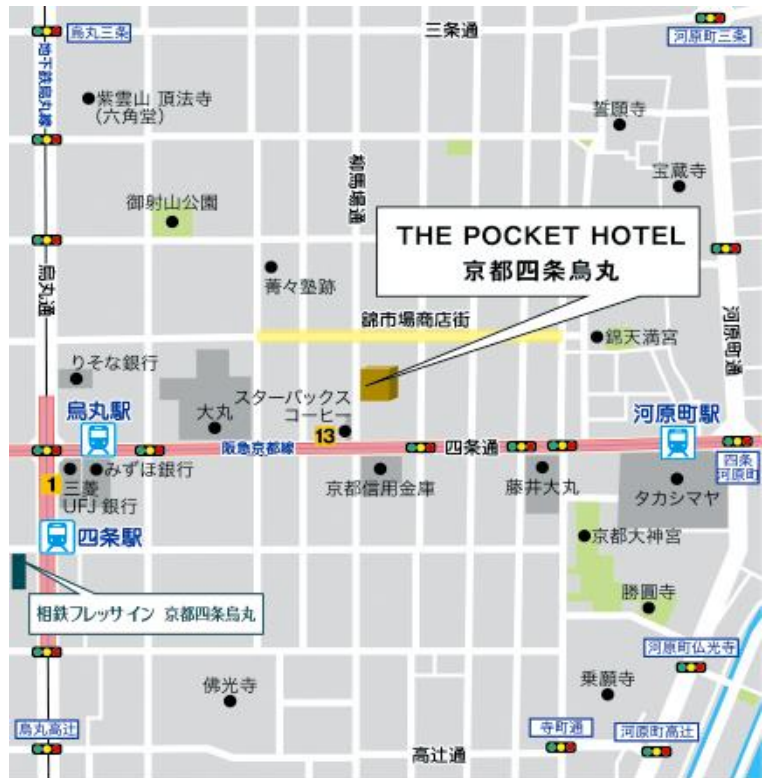 三条通
烏丸三条
河原町三条
地下鉄烏丸線
紫雲山 頂法寺
(六角堂)
誓願寺
柳馬場通
宝蔵寺
御射山公園
THE POCKET HOTEL
京都四条烏丸
烏丸通
菁々塾跡
錦市場商店街
錦天満宮
河原町通
りそな銀行
大丸
スターバックス
コーヒー
13
烏丸駅
河原町駅
阪急京都線
四条通
四条
河原町
1
三菱
UFJ 銀行
みずほ銀行
京都信用金庫
藤井大丸
タカシマヤ
四条駅
京都大神宮
相鉄フレッサイン 京都四条烏丸
勝圓寺
河原町仏光寺
佛光寺
乗願寺
烏丸高辻
高辻通
寺町通
河原町高辻